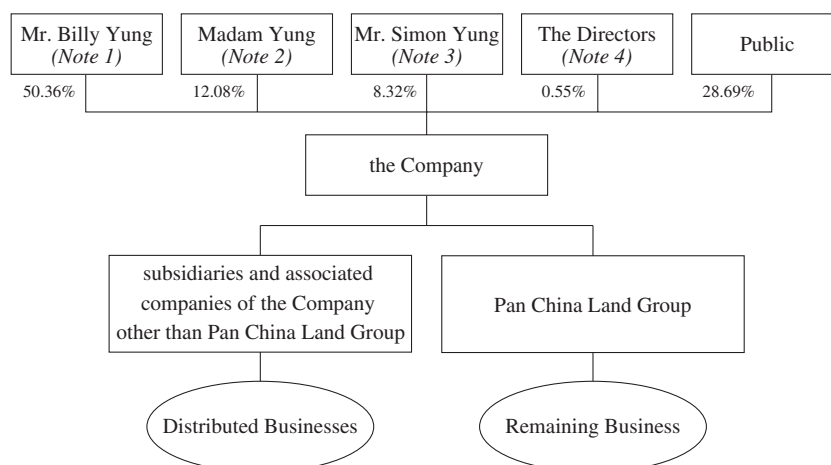 Mr. Billy Yung
(Note 1)
Madam Yung
(Note 2)
Mr. Simon Yung
(Note 3)
The Directors
(Note 4)
Public
50.36%
12.08%
8.32%
0.55%
28.69%
the Company
subsidiaries and associated
companies of the Company
other than Pan China Land Group
Pan China Land Group
Distributed Businesses
Remaining Business